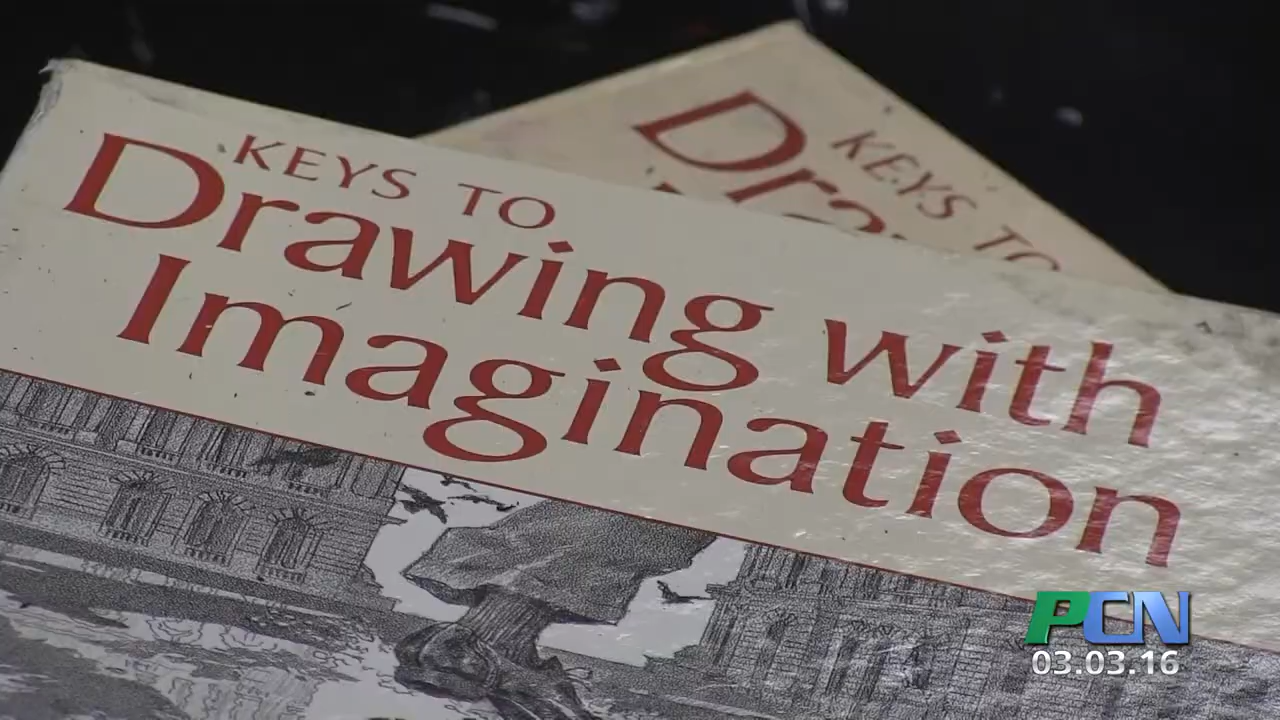 KEYS TO
Drawing with
Imagination
KEYS TO
PCN
03.03.16